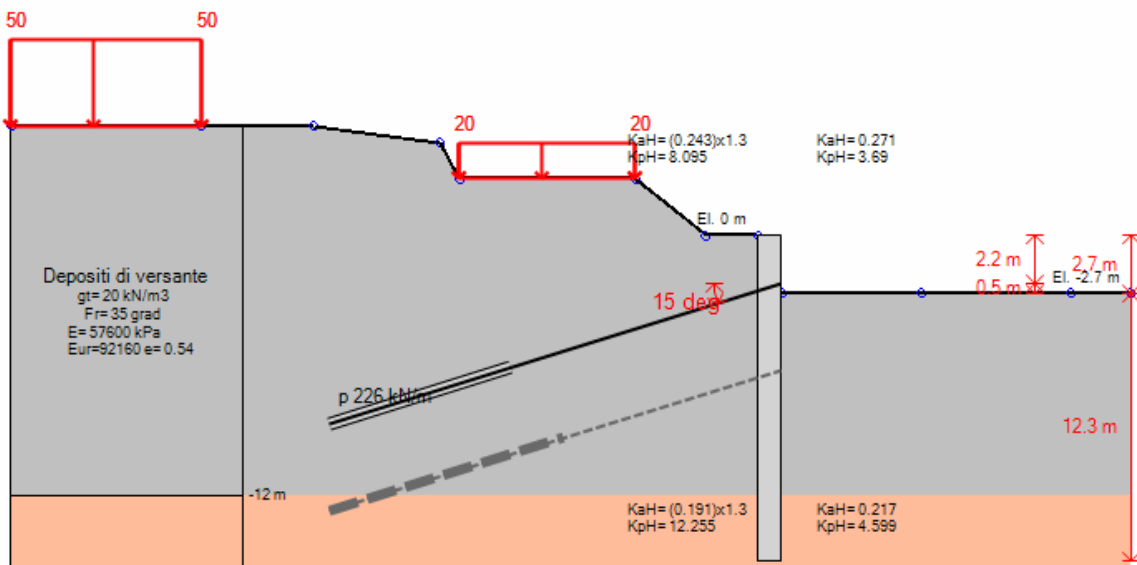 50
50
20
20
KaH= (0.243)x1.3
KpH= 8.095
KaH= 0.271
KpH= 3.69
El. 0 m
2.2 m
2.7 m
El. -2.7 m
0.5 m
Depositi di versante
gt= 20 kN/m3
Fr= 35 grad
E= 57600 kPa
Eur=92160 e= 0.54
15 deg
p 226 kN/m
12.3 m
-12 m
KaH= (0.191)x1.3
KpH= 12.255
KaH= 0.217
KpH= 4.599